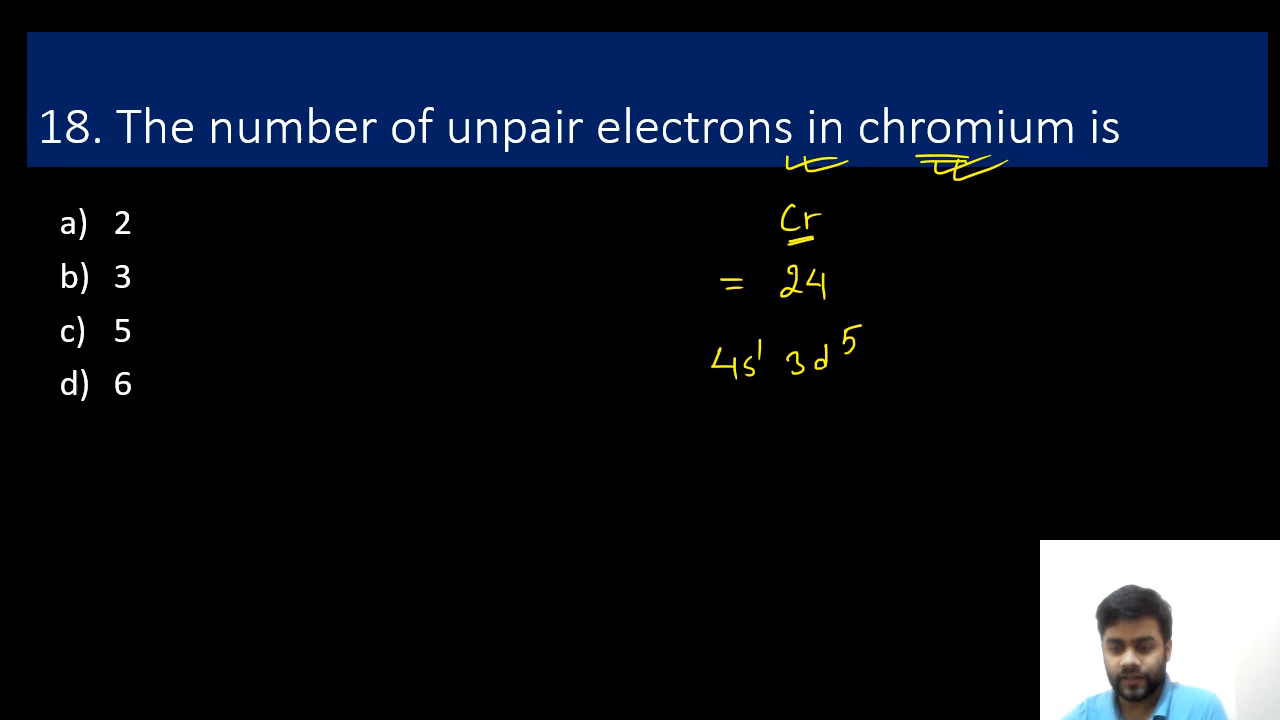 18. The number of unpair electrons in chromium is
a) 2
b) 3
c) 5
d) 6
Cr
= 24
4s¹ 3d⁵